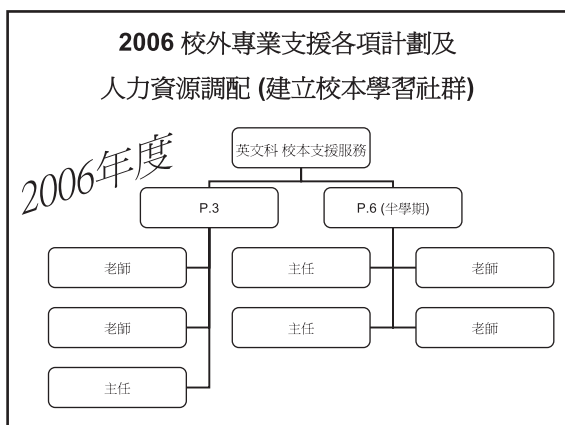 2006 校外專業支援各項計劃及
人力資源調配 (建立校本學習社群)
2006年度
英文科 校本支援服務
P.3
P.6 (半學期)
老師
主任
老師
老師
主任
老師
主任